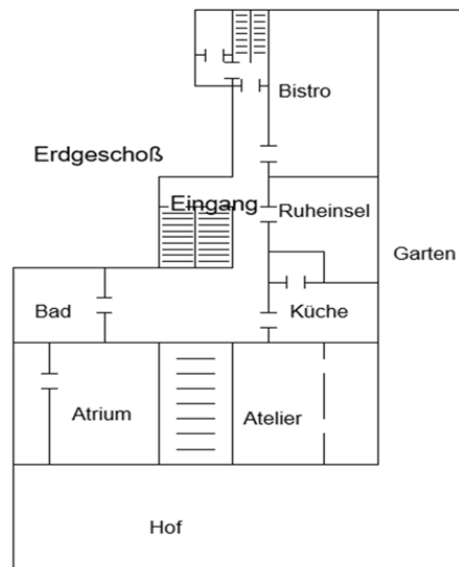 Bistro
Erdgeschoß
Eingang
Ruheinsel
Garten
Bad
Küche
Atrium
Atelier
Hof